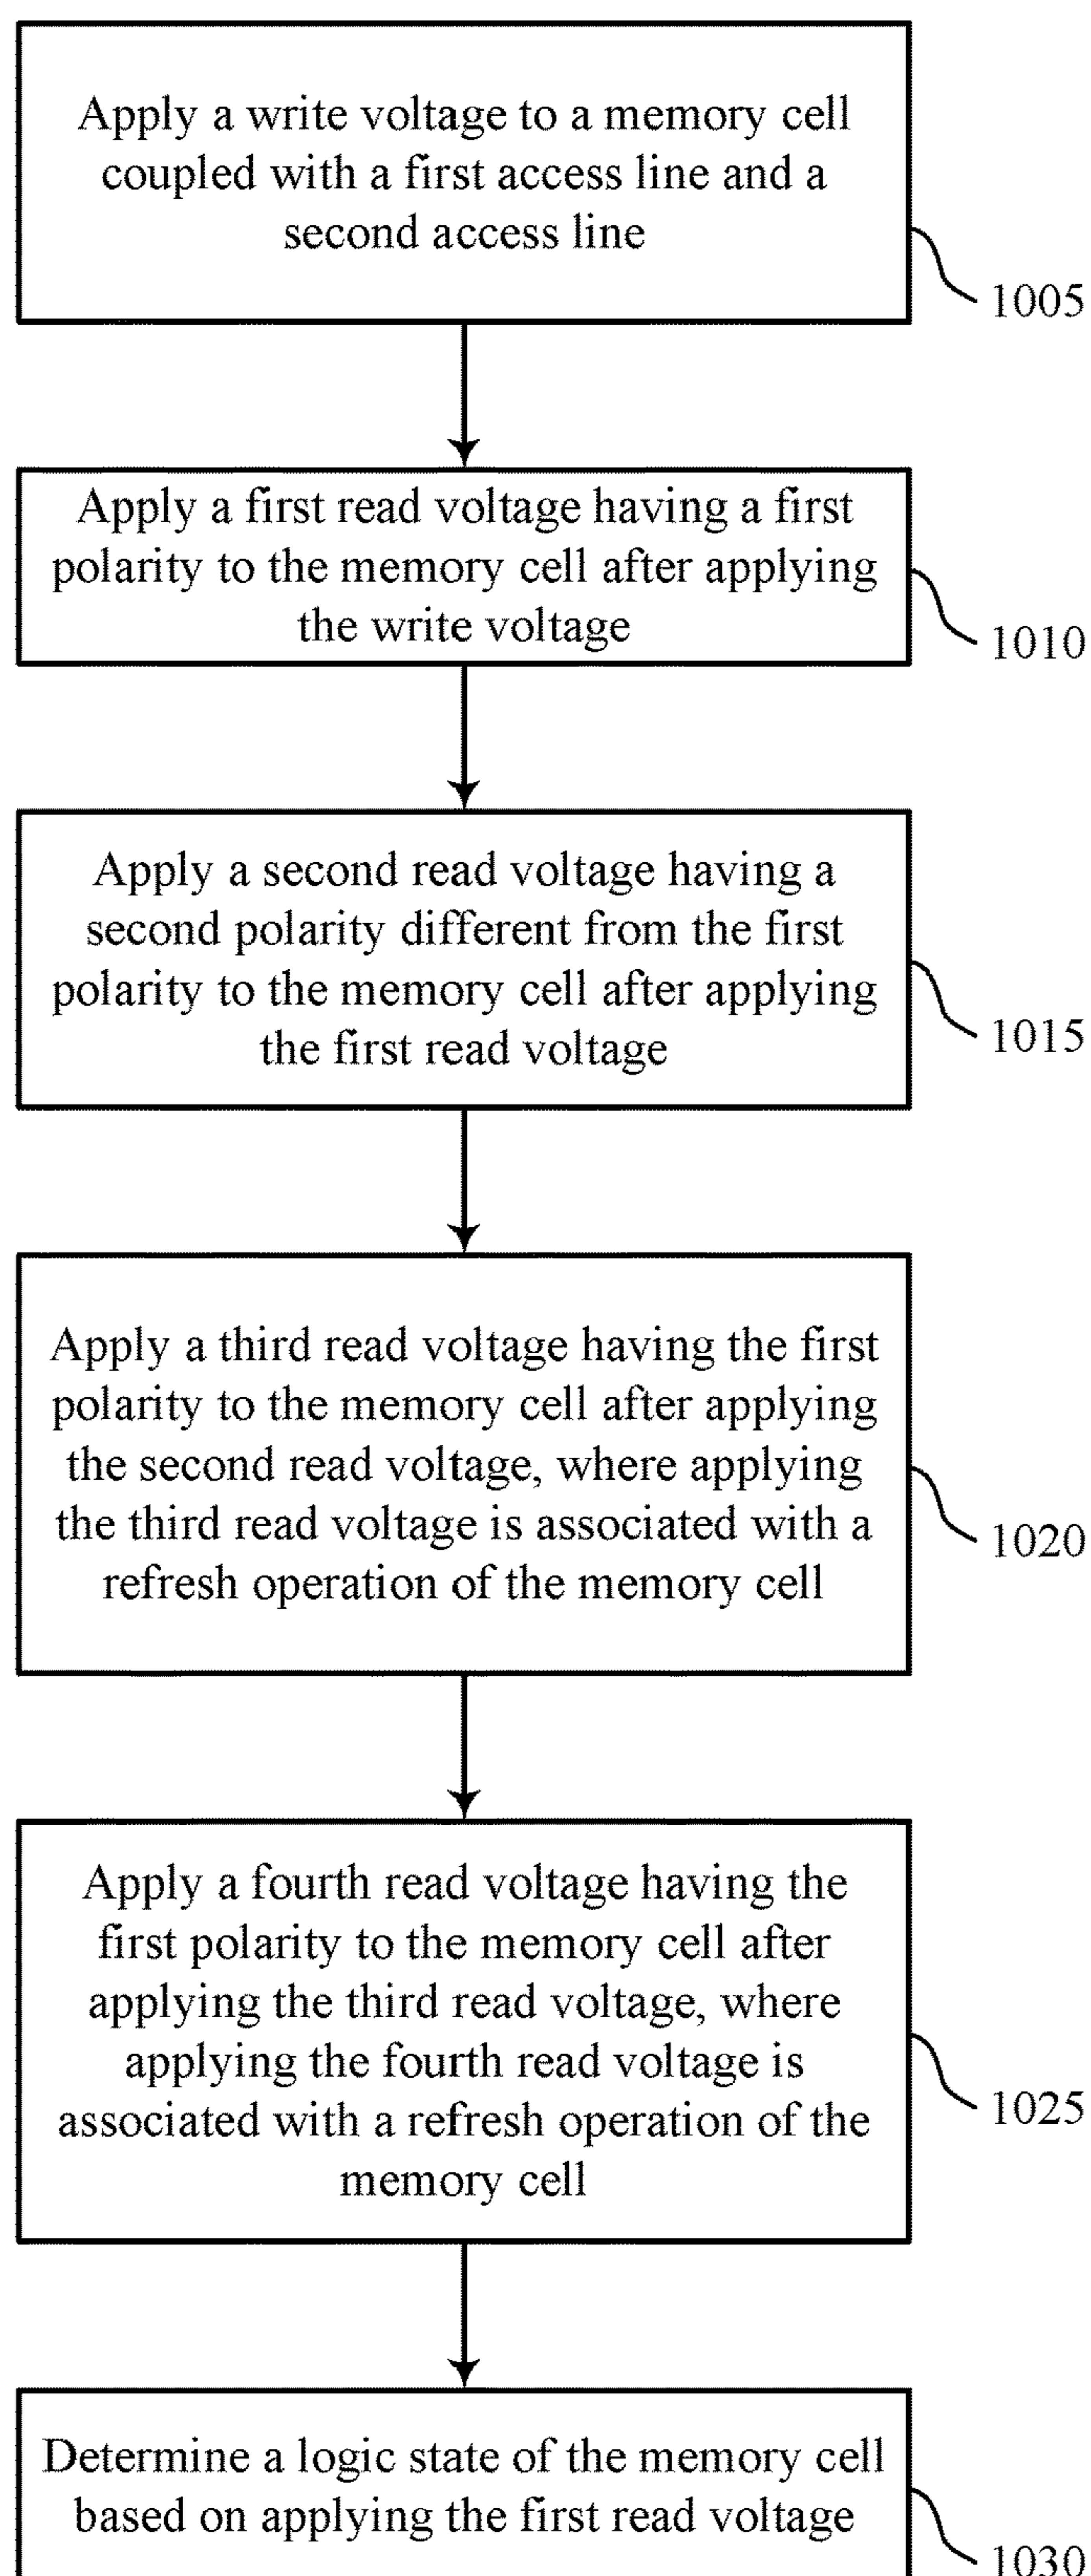 Apply a write voltage to a memory cell
coupled with a first access line and a
second access line
1005
Apply a first read voltage having a first
polarity to the memory cell after applying
the write voltage
1010
Apply a second read voltage having a
second polarity different from the first
polarity to the memory cell after applying
the first read voltage
1015
Apply a third read voltage having the first
polarity to the memory cell after applying
the second read voltage, where applying
the third read voltage is associated with a
refresh operation of the memory cell
1020
Apply a fourth read voltage having the
first polarity to the memory cell after
applying the third read voltage, where
applying the fourth read voltage is
associated with a refresh operation of the
memory cell
1025
Determine a logic state of the memory cell
based on applying the first read voltage
1030